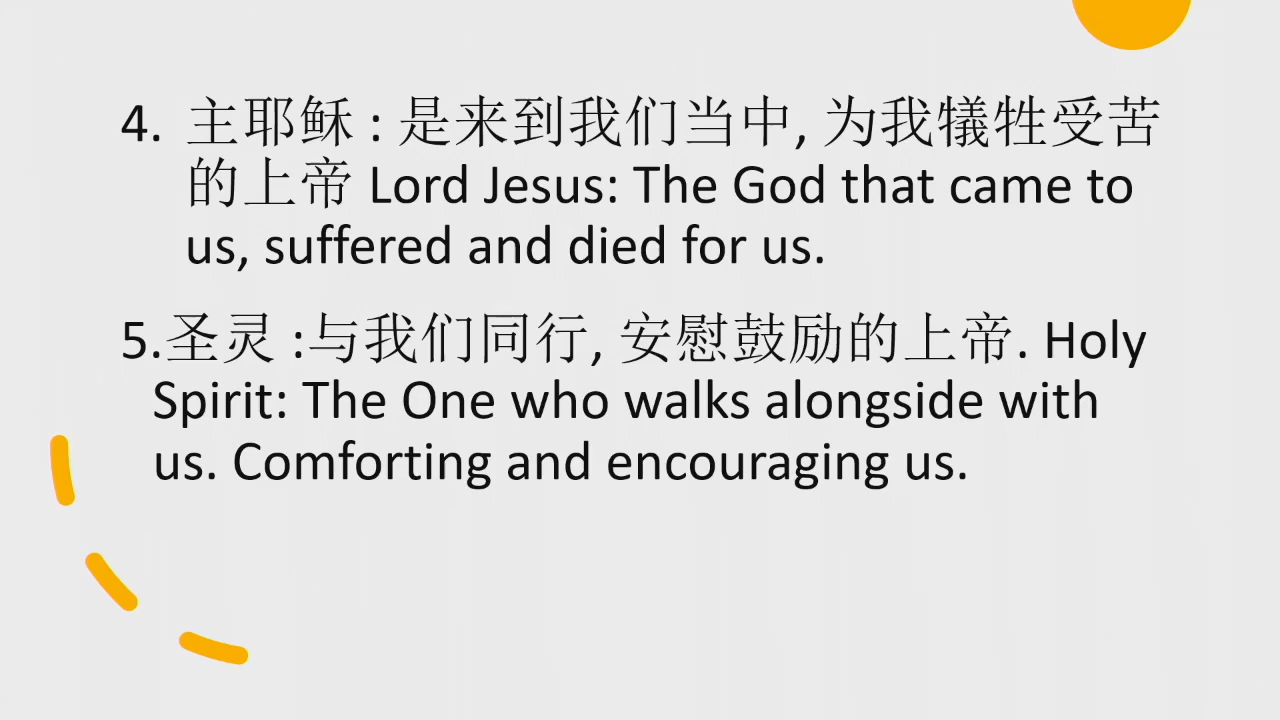 4. 主耶稣 : 是来到我们当中, 为我犠牲受苦
的上帝 Lord Jesus: The God that came to
us, suffered and died for us.
5.圣灵 :与我们同行, 安慰鼓励的上帝. Holy
Spirit: The One who walks alongside with
us. Comforting and encouraging us.